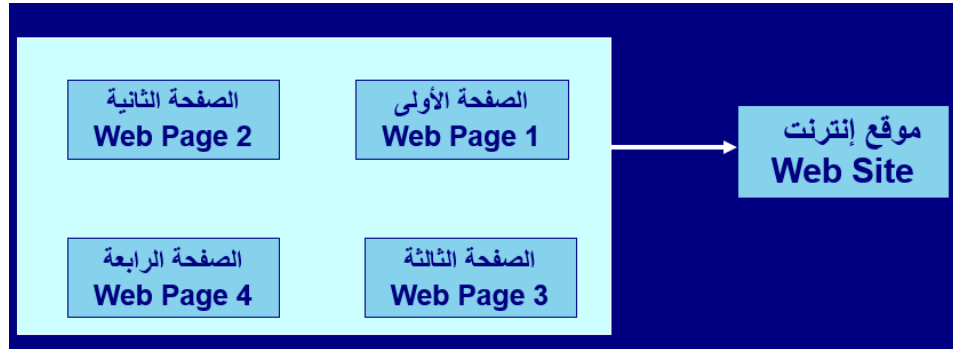 الصفحة الأولى
Web Page 1
الصفحة الثانية
Web Page 2
موقع إنترنت
Web Site
الصفحة الثالثة
Web Page 3
الصفحة الرابعة
Web Page 4